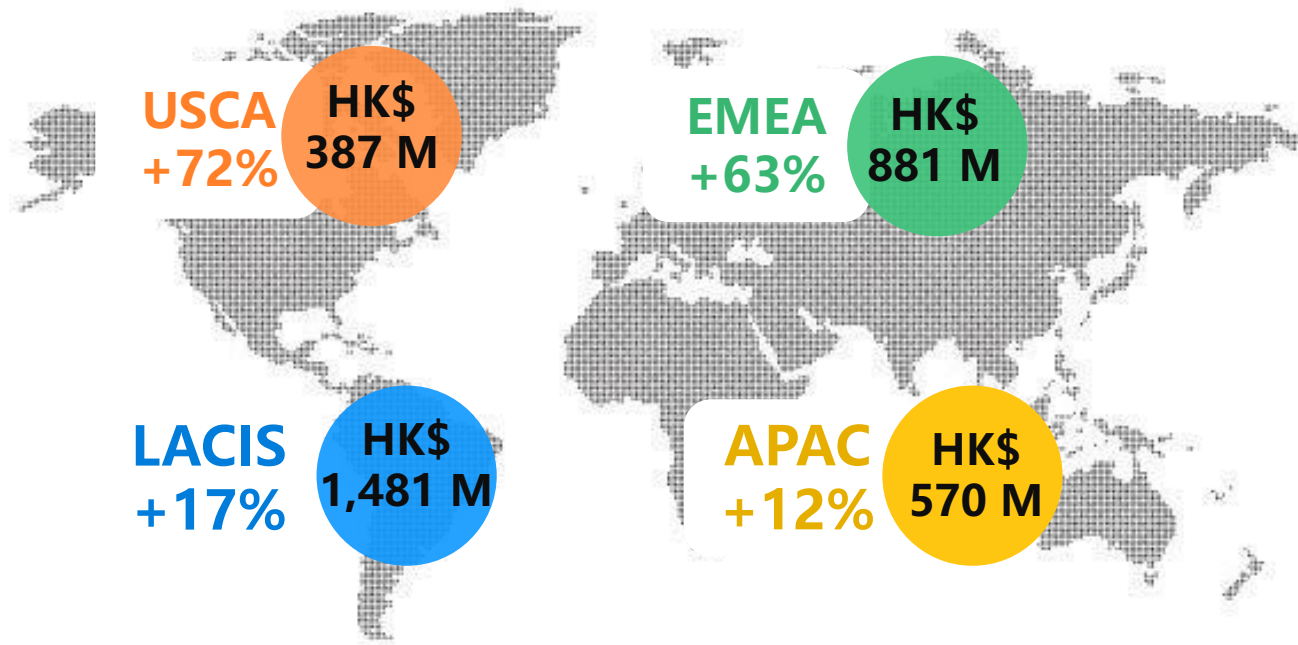 USCA
+72%
HK$
387 M
EMEA
+63%
HK$
881 M
LACIS
+17%
HK$
1,481 M
APAC
+12%
HK$
570 M